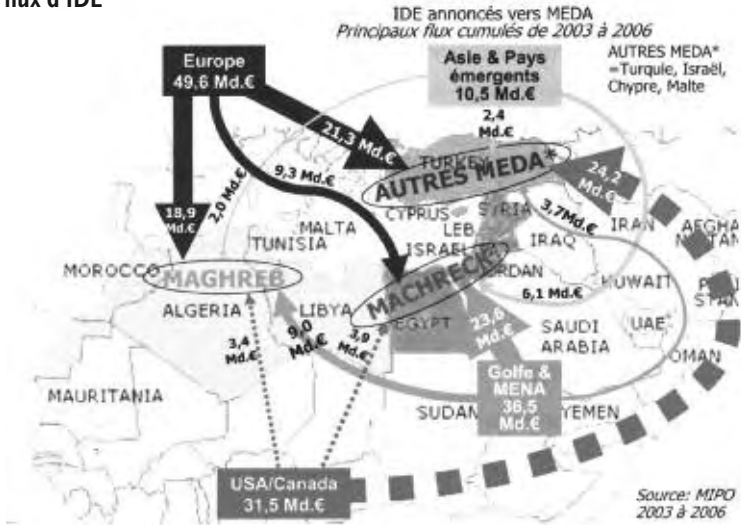 flux d'IDE
IDE annoncés vers MEDA
Principaux flux cumulés de 2003 à 2006
Europe
49,6 Md.€
Asie & Pays
émergents
10,5 Md.€
AUTRES MEDA*
=Turquie, Israël,
Chypre, Malte
2,4
Md.€
21,3 Md.€
TURKEY
AUTRES MEDA*
24,2
Md.€
9,3 Md.€
2,0 Md.€
18,9
Md.€
CYPRUS
SYRIA
3,7Md.€
IRAN
MALTA
LEB
TUNISIA
ISRAEL
IRAQ
MOROCCO
MAGHREB
MACHRECK
6,1 Md.€
KUWAIT
ALGERIA
LIBYA
EGYPT
23,6
Md.€
SAUDI
ARABIA
UAE
3,4
Md.€
9,0
Md.€
3,9
Md.€
OMAN
Golfe &
MENA
36,5
Md.€
MAURITANIA
SUDAN
YEMEN
USA/Canada
31,5 Md.€
Source: MIPO
2003 à 2006